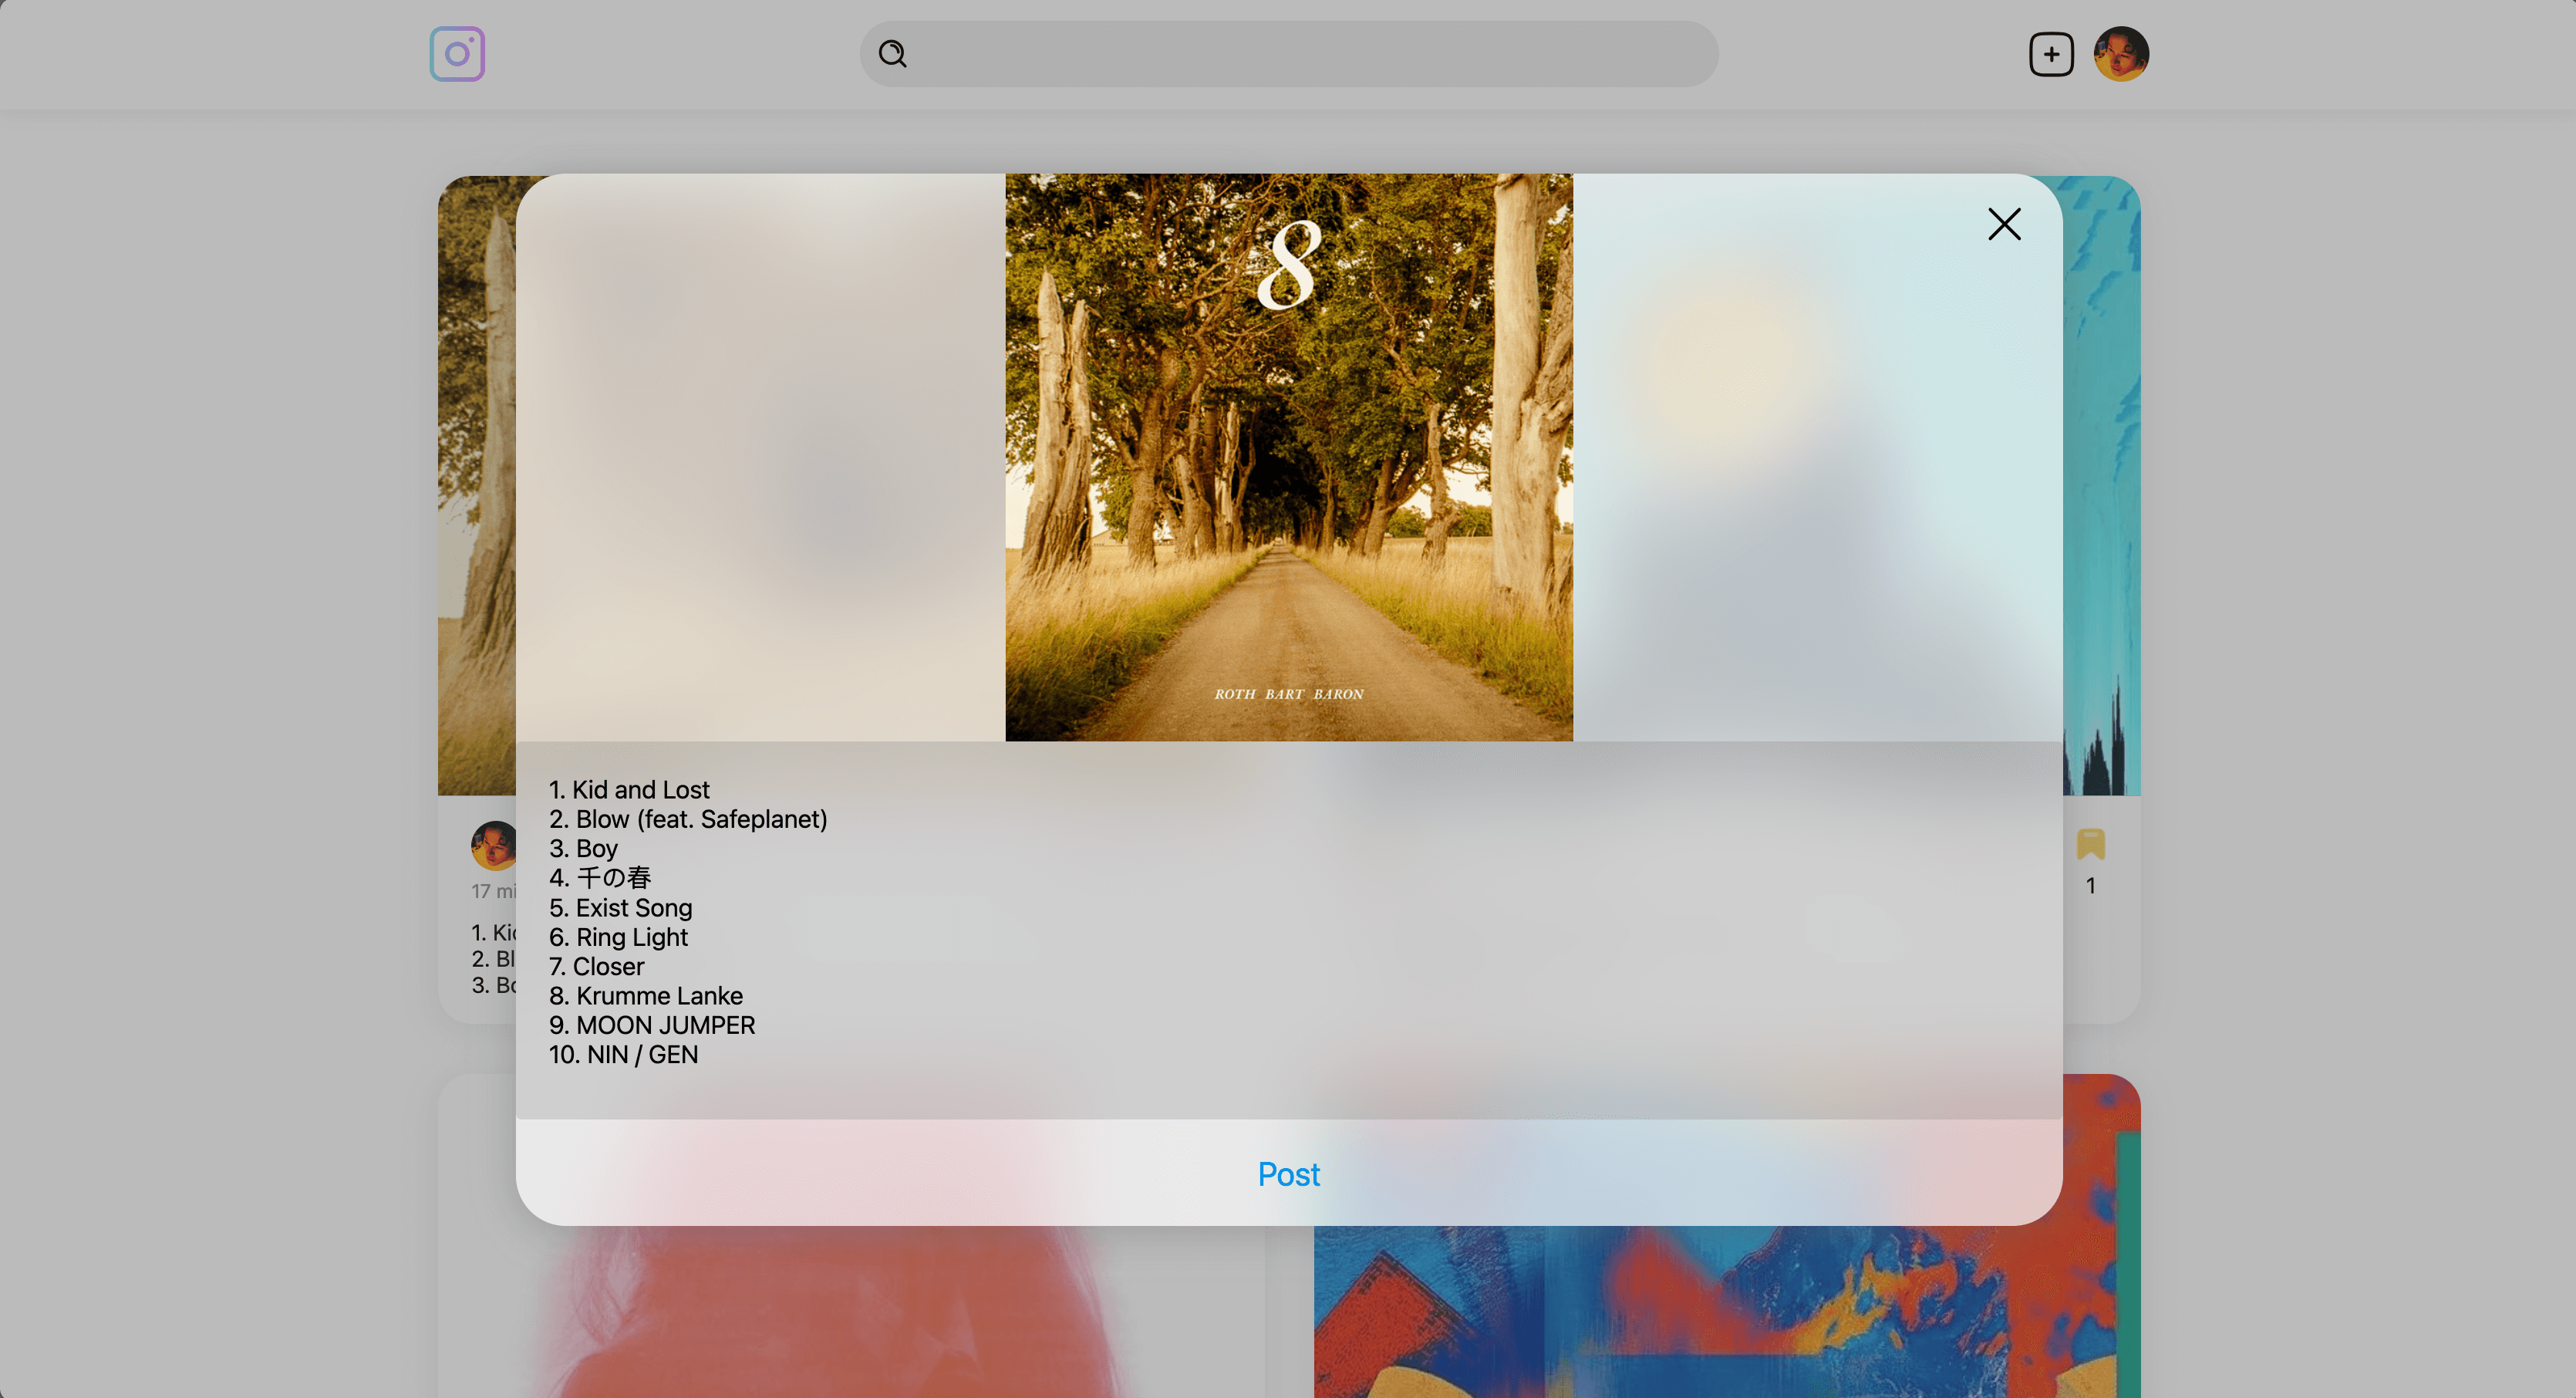 8
ROTH BART BARON
1. Kid and Lost
2. Blow (feat. Safeplanet)
3. Boy
4. 千の春
5. Exist Song
6. Ring Light
7. Closer
8. Krumme Lanke
9. MOON JUMPER
10. NIN / GEN
Post
17 mi
1. Kid
2. Bl
3. Bo
1